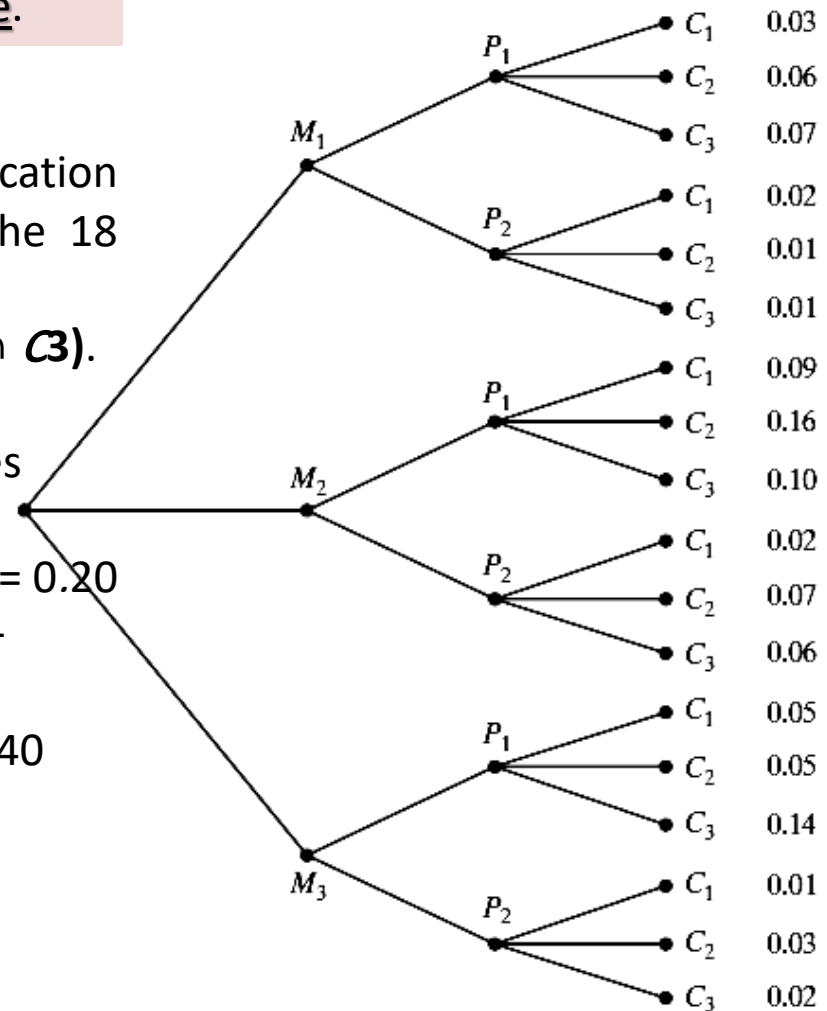 e.
P1
C1 0.03
C2 0.06
C3 0.07
M1
P2
C1 0.02
C2 0.01
C3 0.01
cation
he 18
C3).
es
= 0.20
40
P1
C1 0.09
C2 0.16
C3 0.10
M2
P2
C1 0.02
C2 0.07
C3 0.06
P1
C1 0.05
C2 0.05
C3 0.14
M3
P2
C1 0.01
C2 0.03
C3 0.02